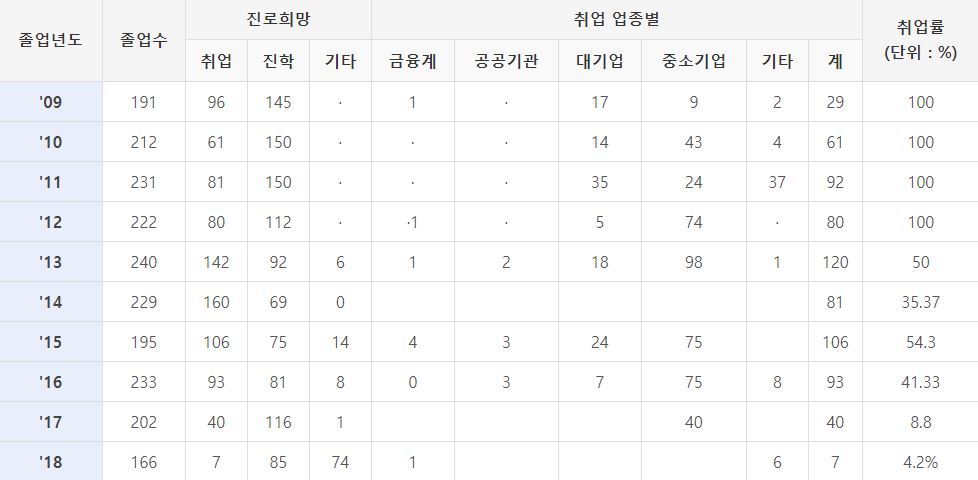 졸업년도 졸업수 진로희망 취업 업종별 취업률
(단위 : %)
취업 진학 기타 금융계 공공기관 대기업 중소기업 기타 계
'09 191 96 145 · 1 · 17 9 2 29 100
'10 212 61 150 · · · 14 43 4 61 100
'11 231 81 150 · · · 35 24 37 92 100
'12 222 80 112 · ·1 · 5 74 · 80 100
'13 240 142 92 6 1 2 18 98 1 120 50
'14 229 160 69 0 81 35.37
'15 195 106 75 14 4 3 24 75 106 54.3
'16 233 93 81 8 0 3 7 75 8 93 41.33
'17 202 40 116 1 40 40 8.8
'18 166 7 85 74 1 6 7 4.2%